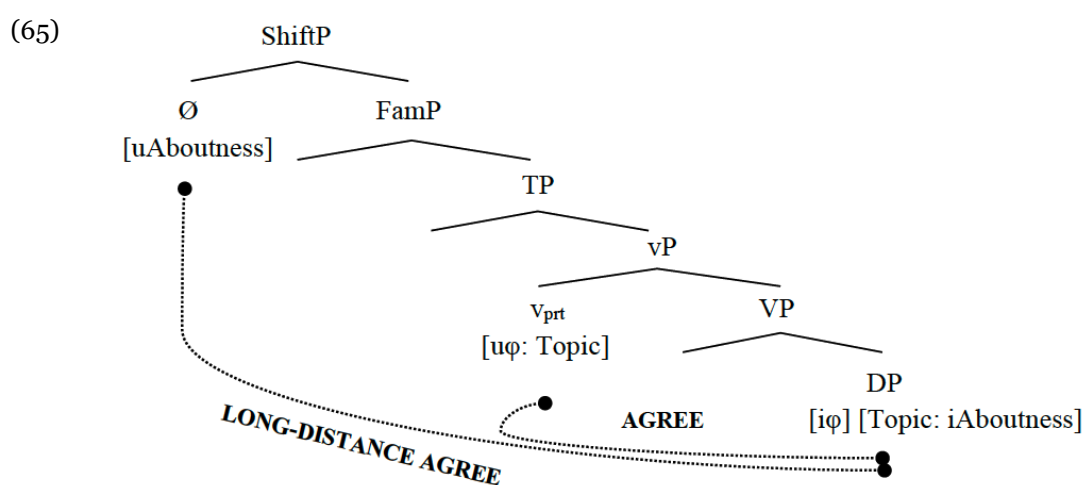 (65)
ShiftP
Ø FamP
[uAboutness]
TP
vP
vprt VP
[uφ: Topic]
DP
AGREE [iφ] [Topic: iAboutness]
LONG-DISTANCE AGREE